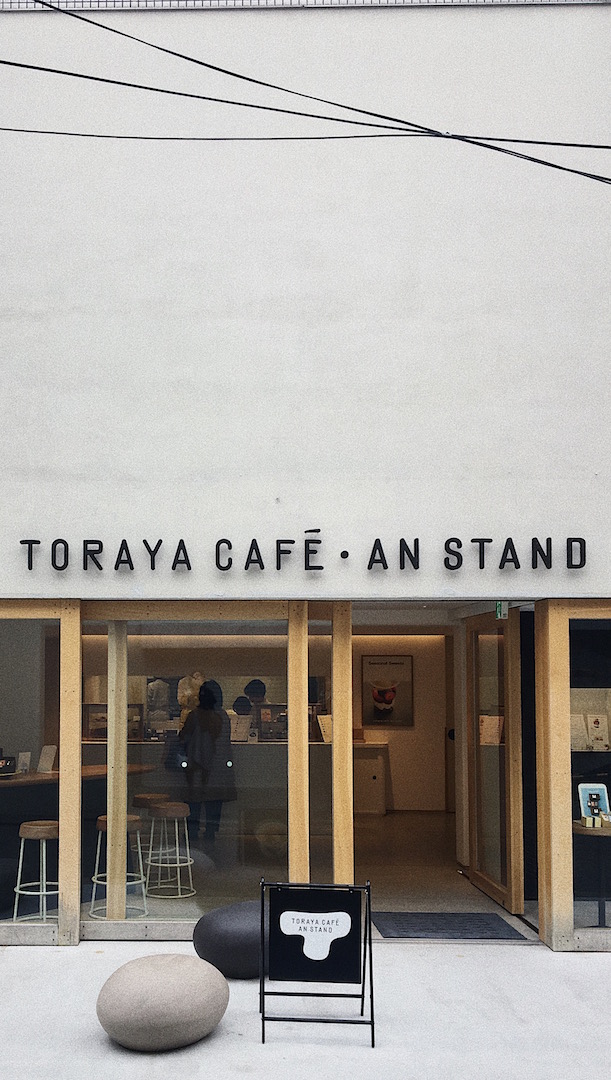 TORAYA CAFÉ · AN STAND
TORAYA CAFÉ
AN STAND